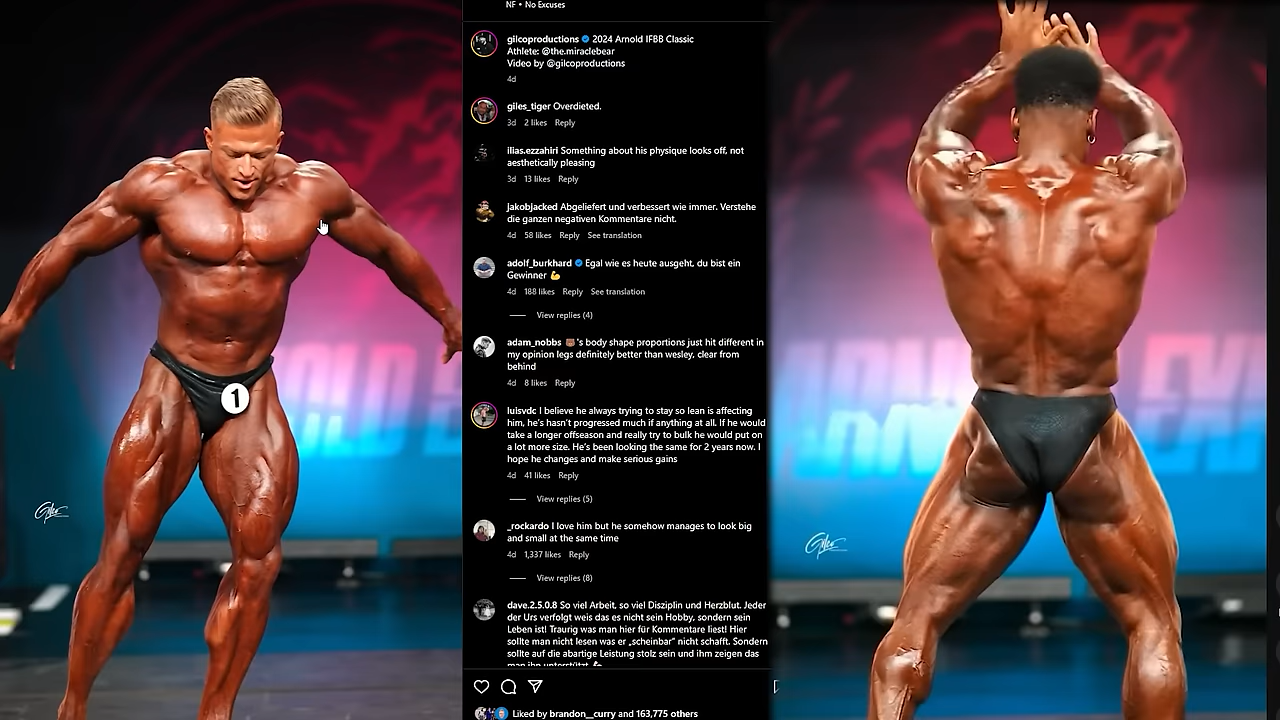 NF • No Excuses
gilcoproductions 2024 Arnold IFBB Classic
Athlete: @the.miraclebear
Video by @gilcoproductions
4d
giles_tiger Overdieted.
3d 2 likes Reply
ilias.ezzahiri Something about his physique looks off, not
aesthetically pleasing
3d 13 likes Reply
jakobjacked Abgeliefert und verbessert wie immer. Verstehe
die ganzen negativen Kommentare nicht.
4d 58 likes Reply See translation
adolf_burkhard Egal wie es heute ausgeht, du bist ein
Gewinner 💪
4d 188 likes Reply See translation
View replies (4)
adam_nobbs 🐻's body shape proportions just hit different in
my opinion legs definitely better than wesley, clear from
behind
4d 8 likes Reply
luisvdc I believe he always trying to stay so lean is affecting
him, he's hasn't progressed much if anything at all. If he would
take a longer offseason and really try to bulk he would put on
a lot more size. He's been looking the same for 2 years now. I
hope he changes and make serious gains
4d 41 likes Reply
View replies (5)
_rockardo I love him but he somehow manages to look big
and small at the same time
4d 1,337 likes Reply
View replies (8)
dave.2.5.0.8 So viel Arbeit, so viel Disziplin und Herzblut. Jeder
der Urs verfolgt weis das es nicht sein Hobby, sondern sein
Leben ist! Traurig was man hier für Kommentare liest! Hier
sollte man nicht lesen was er „scheinbar" nicht schafft. Sondern
sollte auf die abartige Leistung stolz sein und ihm zeigen das
man ihn unterstützt 💪
Liked by brandon__curry and 163,775 others
1
Gilco
Gilco